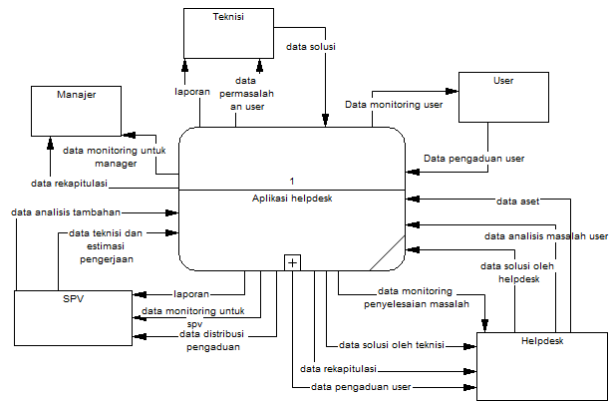 Teknisi
data solusi
User
laporan
data
permasalah
an user
Manajer
Data monitoring user
data monitoring untuk
manager
Data pengaduan user
1
data rekapitulasi
Aplikasi helpdesk
data aset
data analisis tambahan
data teknisi dan
estimasi
pengerjaan
data analisis masalah user
data solusi oleh
helpdesk
SPV
laporan
data monitoring untuk
spv
data distribusi
pengaduan
data monitoring
penyelesaian masalah
Helpdesk
data solusi oleh teknisi
data rekapitulasi
data pengaduan user